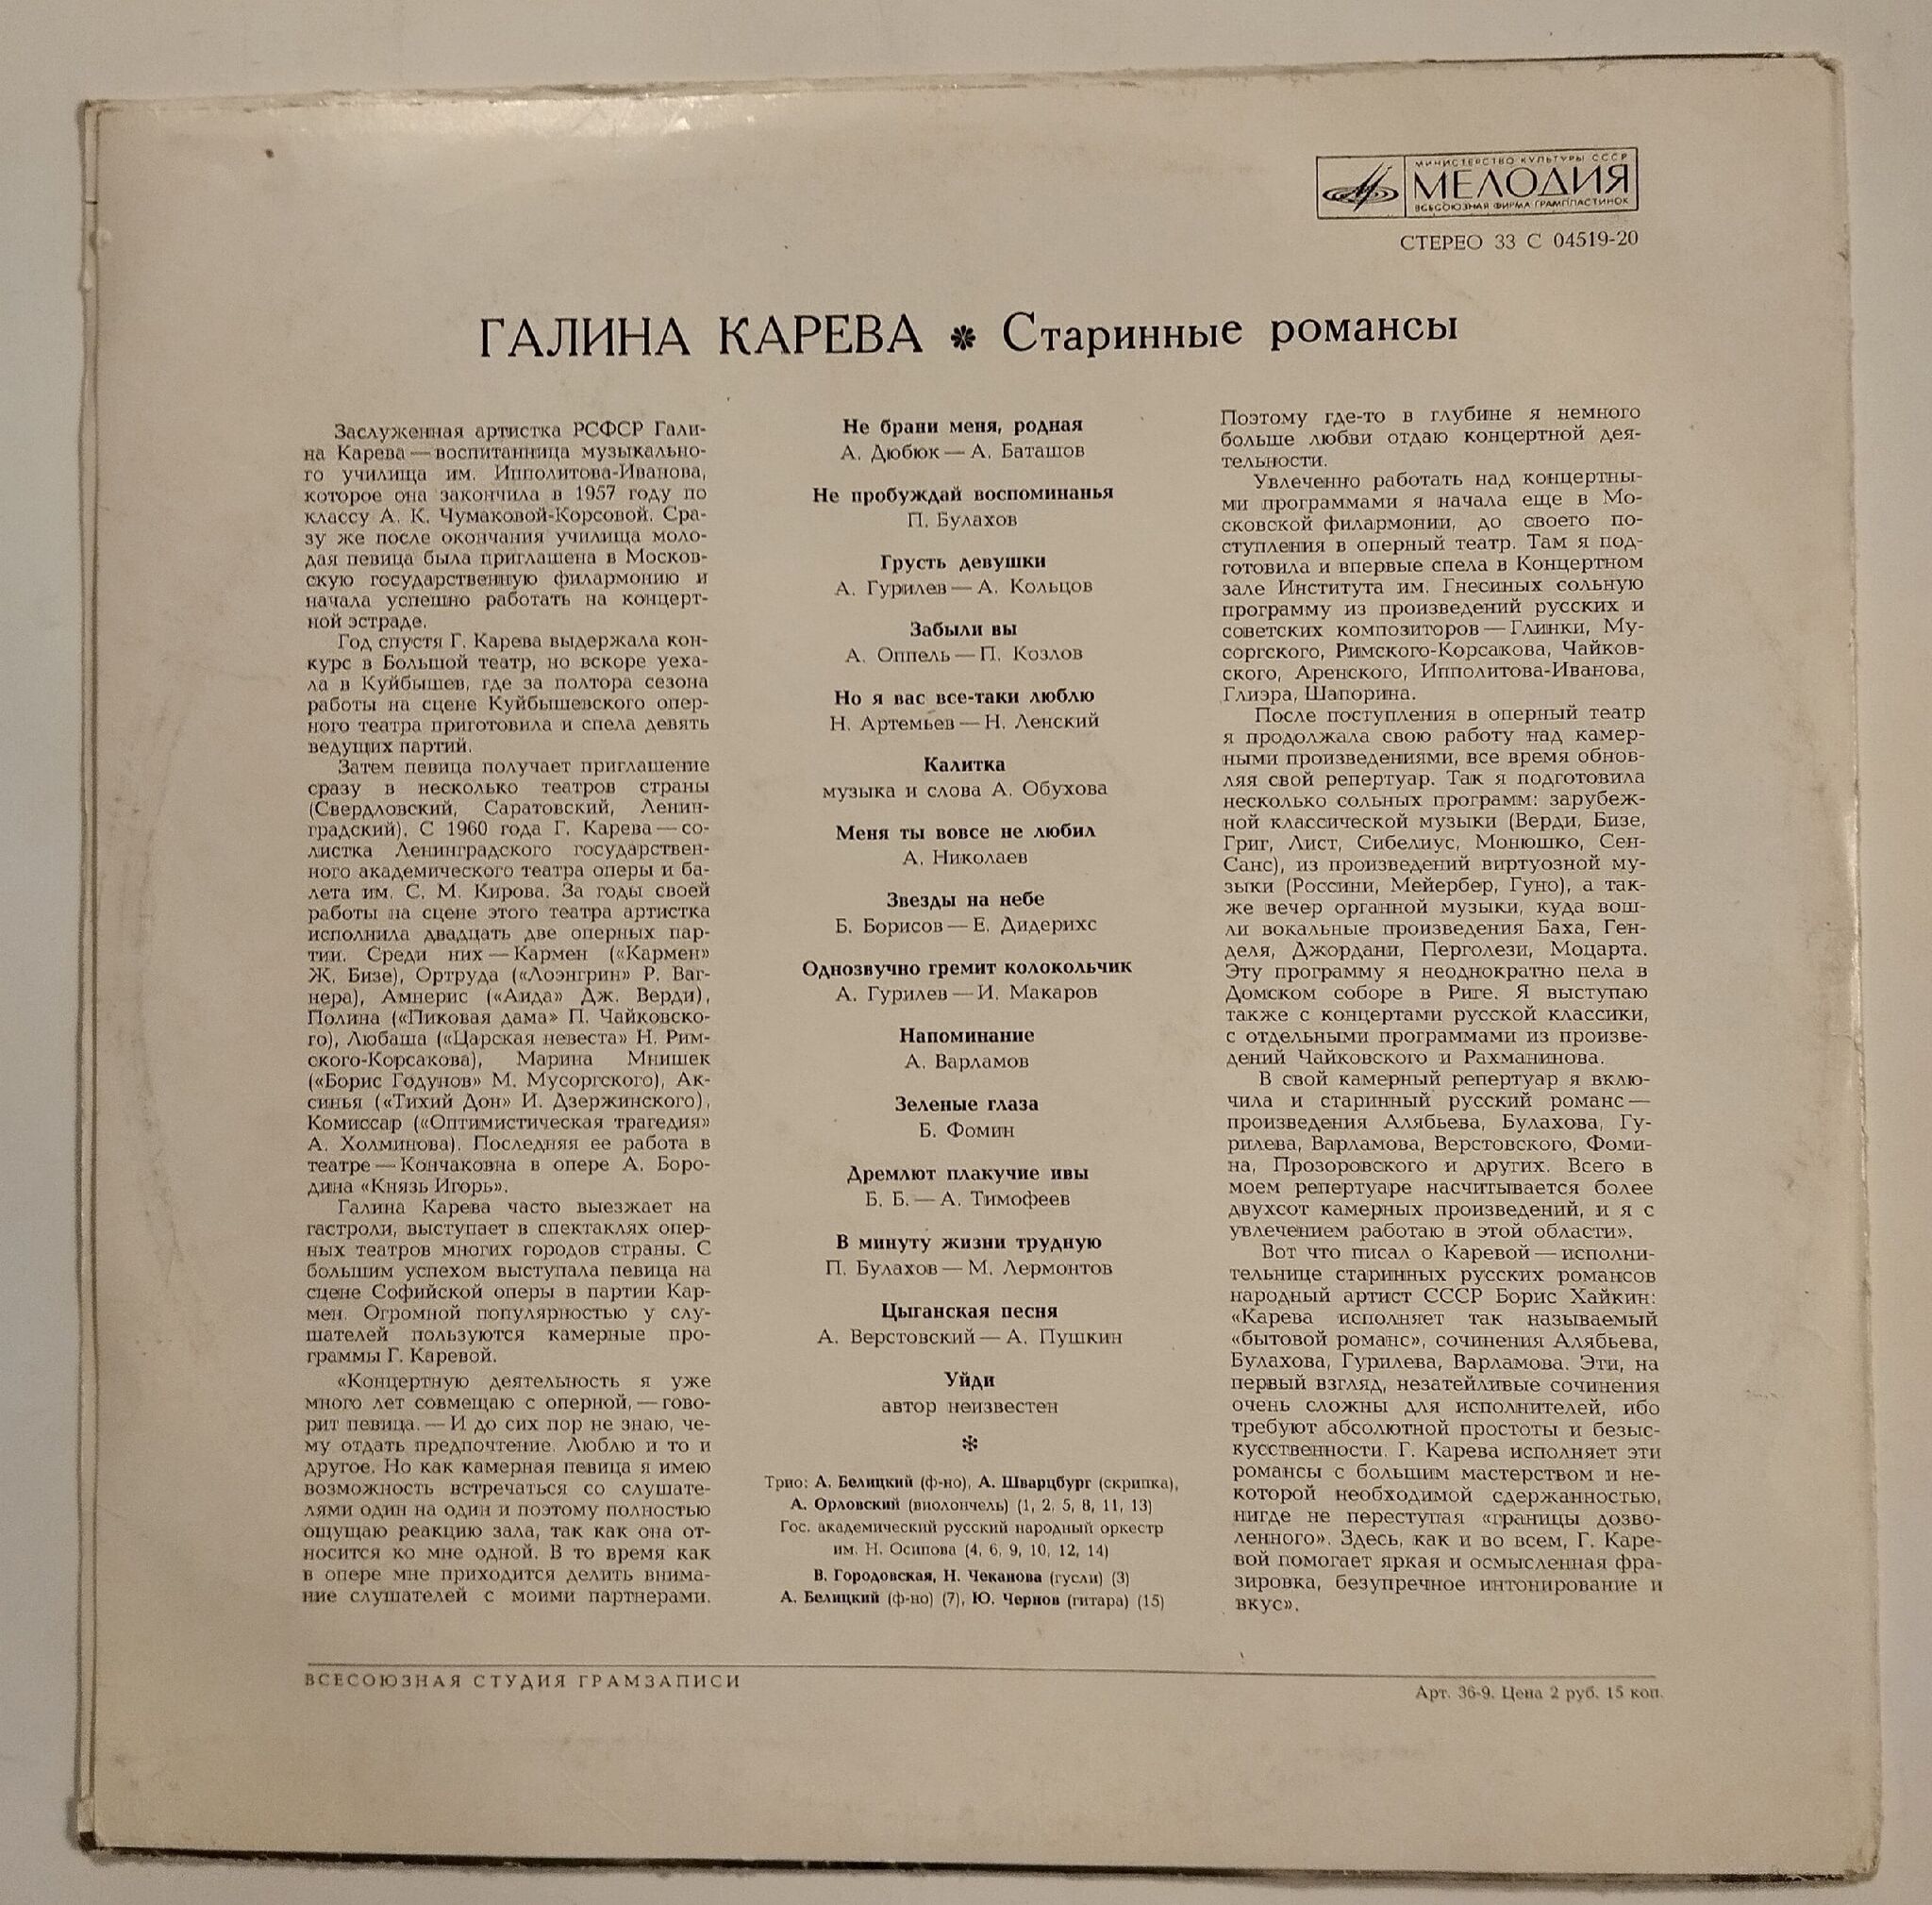 МИНИСТЕРСТВО КУЛЬТУРЫ СССР
МЕЛОДИЯ
ВСЕСОЮЗНАЯ ФИРМА ГРАМПЛАСТИНОК
СТЕРЕО 33 С 04519-20
ГАЛИНА КАРЕВА ✽ Старинные романсы
Заслуженная артистка РСФСР Гали-
на Карева — воспитанница музыкально-
го училища им. Ипполитова-Иванова,
которое она закончила в 1957 году по
классу А. К. Чумаковой-Корсовой. Сра-
зу же после окончания училища моло-
дая певица была приглашена в Москов-
скую государственную филармонию и
начала успешно работать на концерт-
ной эстраде.
Год спустя Г. Карева выдержала кон-
курс в Большой театр, но вскоре уеха-
ла в Куйбышев, где за полтора сезона
работы на сцене Куйбышевского опер-
ного театра приготовила и спела девять
ведущих партий.
Затем певица получает приглашение
сразу в несколько театров страны
(Свердловский, Саратовский, Ленин-
градский). С 1960 года Г. Карева — со-
листка Ленинградского государствен-
ного академического театра оперы и ба-
лета им. С. М. Кирова. За годы своей
работы на сцене этого театра артистка
исполнила двадцать две оперных пар-
тии. Среди них — Кармен («Кармен»
Ж. Бизе), Ортруда («Лоэнгрин» Р. Ваг-
нера), Амнерис («Аида» Дж. Верди),
Полина («Пиковая дама» П. Чайковско-
го), Любаша («Царская невеста» Н. Рим-
ского-Корсакова), Марина Мнишек
(«Борис Годунов» М. Мусоргского), Ак-
синья («Тихий Дон» И. Дзержинского),
Комиссар («Оптимистическая трагедия»
А. Холминова). Последняя ее работа в
театре — Кончаковна в опере А. Боро-
дина «Князь Игорь».
Галина Карева часто выезжает на
гастроли, выступает в спектаклях опер-
ных театров многих городов страны. С
большим успехом выступала певица на
сцене Софийской оперы в партии Кар-
мен. Огромной популярностью у слу-
шателей пользуются камерные про-
граммы Г. Каревой.
«Концертную деятельность я уже
много лет совмещаю с оперной, — гово-
рит певица. — И до сих пор не знаю, че-
му отдать предпочтение. Люблю и то и
другое. Но как камерная певица я имею
возможность встречаться со слушате-
лями один на один и поэтому полностью
ощущаю реакцию зала, так как она от-
носится ко мне одной. В то время как
в опере мне приходится делить внима-
ние слушателей с моими партнерами.
Не брани меня, родная
А. Дюбюк — А. Баташов
Не пробуждай воспоминанья
П. Булахов
Грусть девушки
А. Гурилев — А. Кольцов
Забыли вы
А. Оппель — П. Козлов
Но я вас все-таки люблю
Н. Артемьев — Н. Ленский
Калитка
музыка и слова А. Обухова
Меня ты вовсе не любил
А. Николаев
Звезды на небе
Б. Борисов — Е. Дидерихс
Однозвучно гремит колокольчик
А. Гурилев — И. Макаров
Напоминание
А. Варламов
Зеленые глаза
Б. Фомин
Дремлют плакучие ивы
Б. Б. — А. Тимофеев
В минуту жизни трудную
П. Булахов — М. Лермонтов
Цыганская песня
А. Верстовский — А. Пушкин
Уйди
автор неизвестен
✽
Трио: А. Белицкий (ф-но), А. Шварцбург (скрипка),
А. Орловский (виолончель) (1, 2, 5, 8, 11, 13)
Гос. академический русский народный оркестр
им. Н. Осипова (4, 6, 9, 10, 12, 14)
В. Городовская, Н. Чеканова (гусли) (3)
А. Белицкий (ф-но) (7), Ю. Чернов (гитара) (15)
Поэтому где-то в глубине я немного
больше любви отдаю концертной дея-
тельности.
Увлеченно работать над концертны-
ми программами я начала еще в Мо-
сковской филармонии, до своего по-
ступления в оперный театр. Там я под-
готовила и впервые спела в Концертном
зале Института им. Гнесиных сольную
программу из произведений русских и
советских композиторов — Глинки, Му-
соргского, Римского-Корсакова, Чайков-
ского, Аренского, Ипполитова-Иванова,
Глиэра, Шапорина.
После поступления в оперный театр
я продолжала свою работу над камер-
ными произведениями, все время обнов-
ляя свой репертуар. Так я подготовила
несколько сольных программ: зарубеж-
ной классической музыки (Верди, Бизе,
Григ, Лист, Сибелиус, Монюшко, Сен-
Санс), из произведений виртуозной му-
зыки (Россини, Мейербер, Гуно), а так-
же вечер органной музыки, куда вош-
ли вокальные произведения Баха, Ген-
деля, Джордани, Перголези, Моцарта.
Эту программу я неоднократно пела в
Домском соборе в Риге. Я выступаю
также с концертами русской классики,
с отдельными программами из произве-
дений Чайковского и Рахманинова.
В свой камерный репертуар я вклю-
чила и старинный русский романс —
произведения Алябьева, Булахова, Гу-
рилева, Варламова, Верстовского, Фоми-
на, Прозоровского и других. Всего в
моем репертуаре насчитывается более
двухсот камерных произведений, и я с
увлечением работаю в этой области».
Вот что писал о Каревой — исполни-
тельнице старинных русских романсов
народный артист СССР Борис Хайкин:
«Карева исполняет так называемый
«бытовой романс», сочинения Алябьева,
Булахова, Гурилева, Варламова. Эти, на
первый взгляд, незатейливые сочинения
очень сложны для исполнителей, ибо
требуют абсолютной простоты и безыс-
кусственности. Г. Карева исполняет эти
романсы с большим мастерством и не-
которой необходимой сдержанностью,
нигде не переступая «границы дозво-
ленного». Здесь, как и во всем, Г. Каре-
вой помогает яркая и осмысленная фра-
зировка, безупречное интонирование и
вкус».
ВСЕСОЮЗНАЯ СТУДИЯ ГРАМЗАПИСИ
Арт. 36-9. Цена 2 руб. 15 коп.